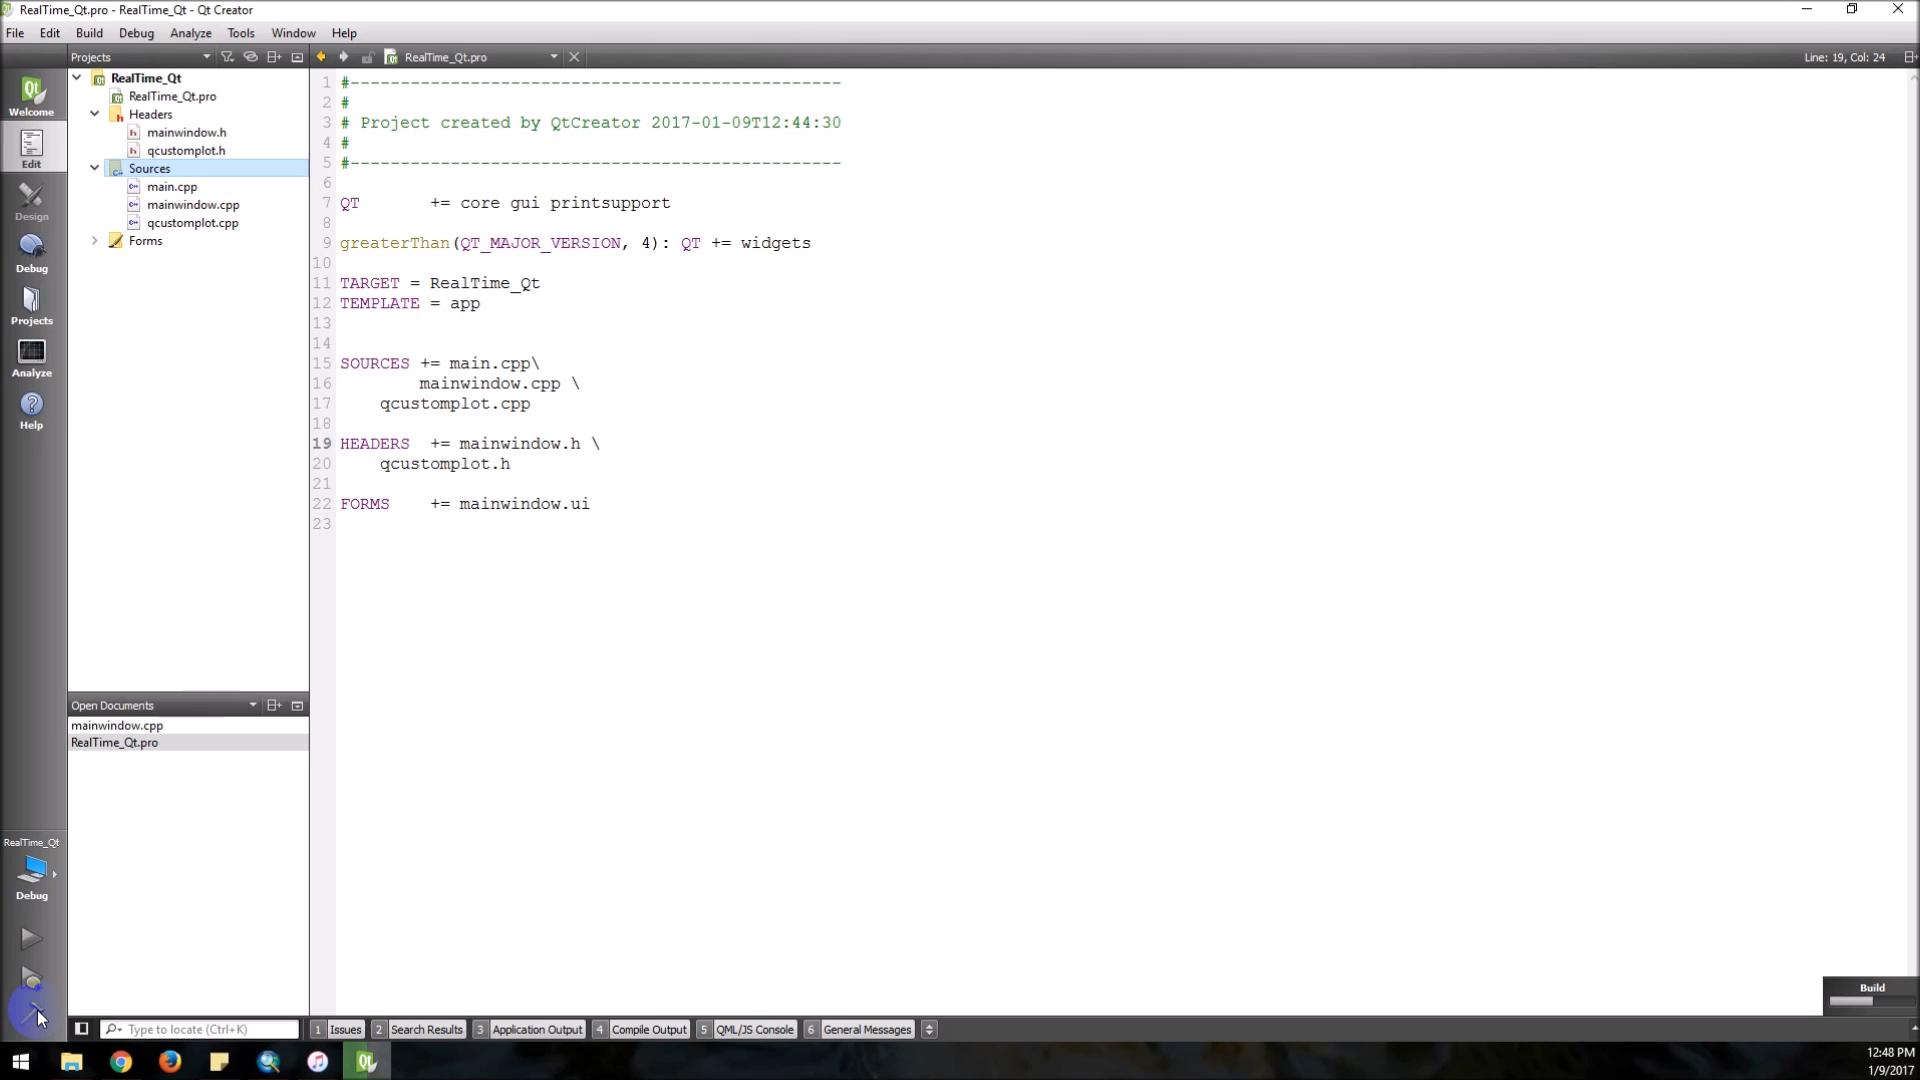 RealTime_Qt.pro - RealTime_Qt - Qt Creator
File Edit Build Debug Analyze Tools Window Help
Projects
RealTime_Qt.pro
Line: 19, Col: 24
Welcome
Edit
Design
Debug
Projects
Analyze
Help
RealTime_Qt
RealTime_Qt.pro
Headers
mainwindow.h
qcustomplot.h
Sources
main.cpp
mainwindow.cpp
qcustomplot.cpp
Forms
1 #-------------------------------------------------
2 #
3 # Project created by QtCreator 2017-01-09T12:44:30
4 #
5 #-------------------------------------------------
6
7 QT       += core gui printsupport
8
9 greaterThan(QT_MAJOR_VERSION, 4): QT += widgets
10
11 TARGET = RealTime_Qt
12 TEMPLATE = app
13
14
15 SOURCES += main.cpp\
16         mainwindow.cpp \
17     qcustomplot.cpp
18
19 HEADERS  += mainwindow.h \
20     qcustomplot.h
21
22 FORMS    += mainwindow.ui
23
Open Documents
mainwindow.cpp
RealTime_Qt.pro
RealTime_Qt
Debug
Build
Type to locate (Ctrl+K)
1 Issues 2 Search Results 3 Application Output 4 Compile Output 5 QML/JS Console 6 General Messages
12:48 PM
1/9/2017